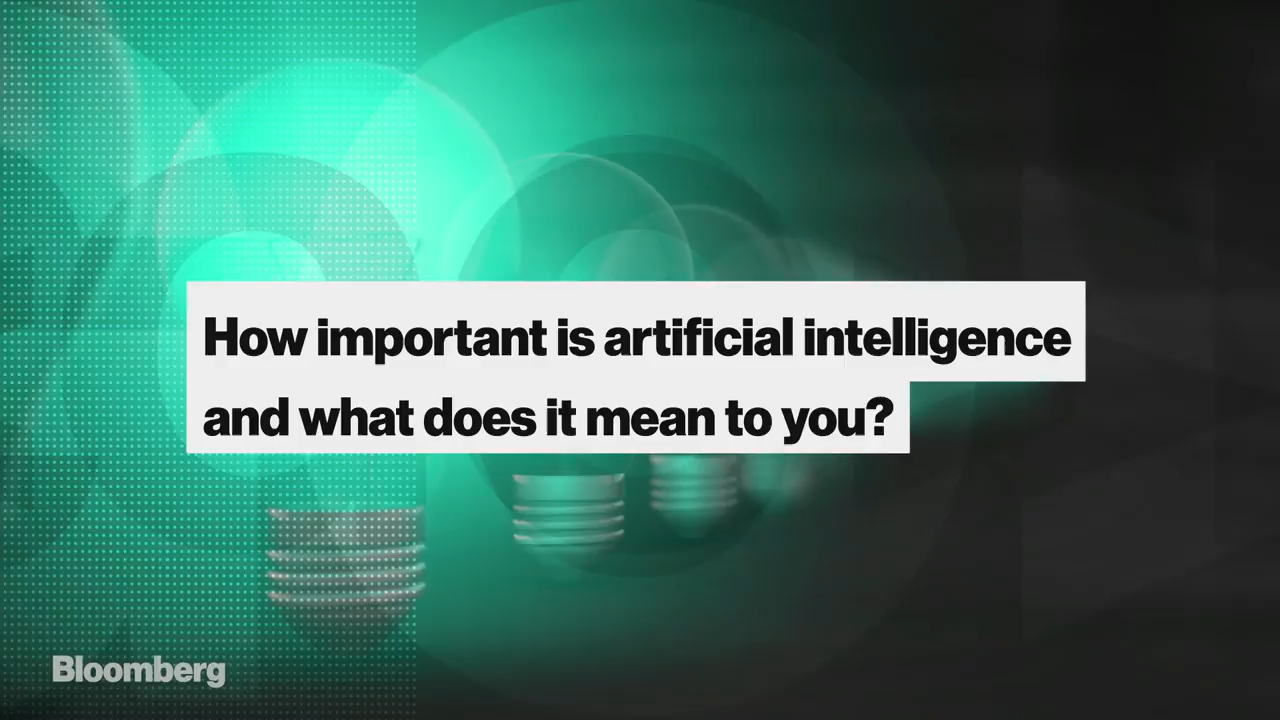 How important is artificial intelligence
and what does it mean to you?
Bloomberg